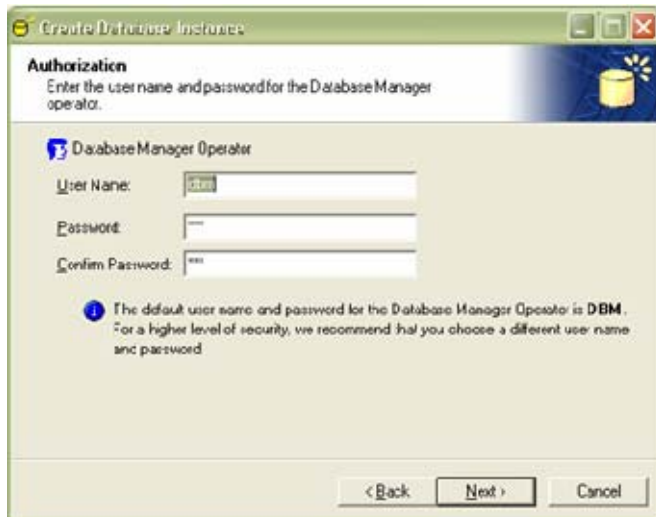 Create Database Instance
Authorization
Enter the user name and password for the Database Manager
operator.
Database Manager Operator
User Name:
dbm
Password:
Confirm Password:
The default user name and password for the Database Manager Operator is DBM.
For a higher level of security, we recommend that you choose a different user name
and password
< Back
Next >
Cancel